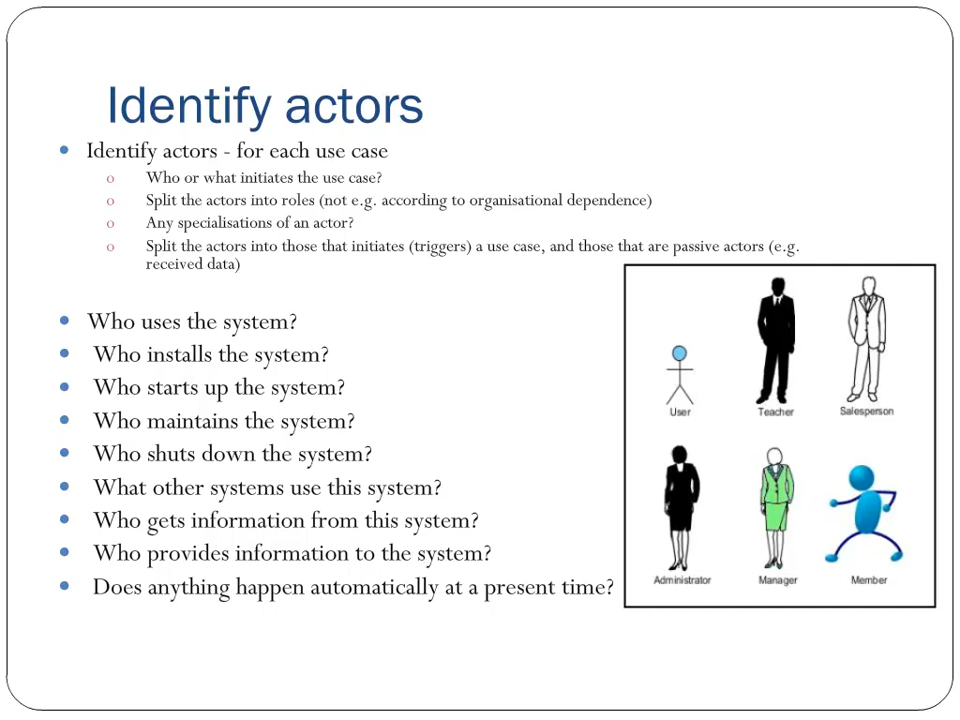 Identify actors
• Identify actors - for each use case
o Who or what initiates the use case?
o Split the actors into roles (not e.g. according to organisational dependence)
o Any specialisations of an actor?
o Split the actors into those that initiates (triggers) a use case, and those that are passive actors (e.g.
received data)
• Who uses the system?
• Who installs the system?
• Who starts up the system?
• Who maintains the system?
• Who shuts down the system?
• What other systems use this system?
• Who gets information from this system?
• Who provides information to the system?
• Does anything happen automatically at a present time?
User Teacher Salesperson
Administrator Manager Member